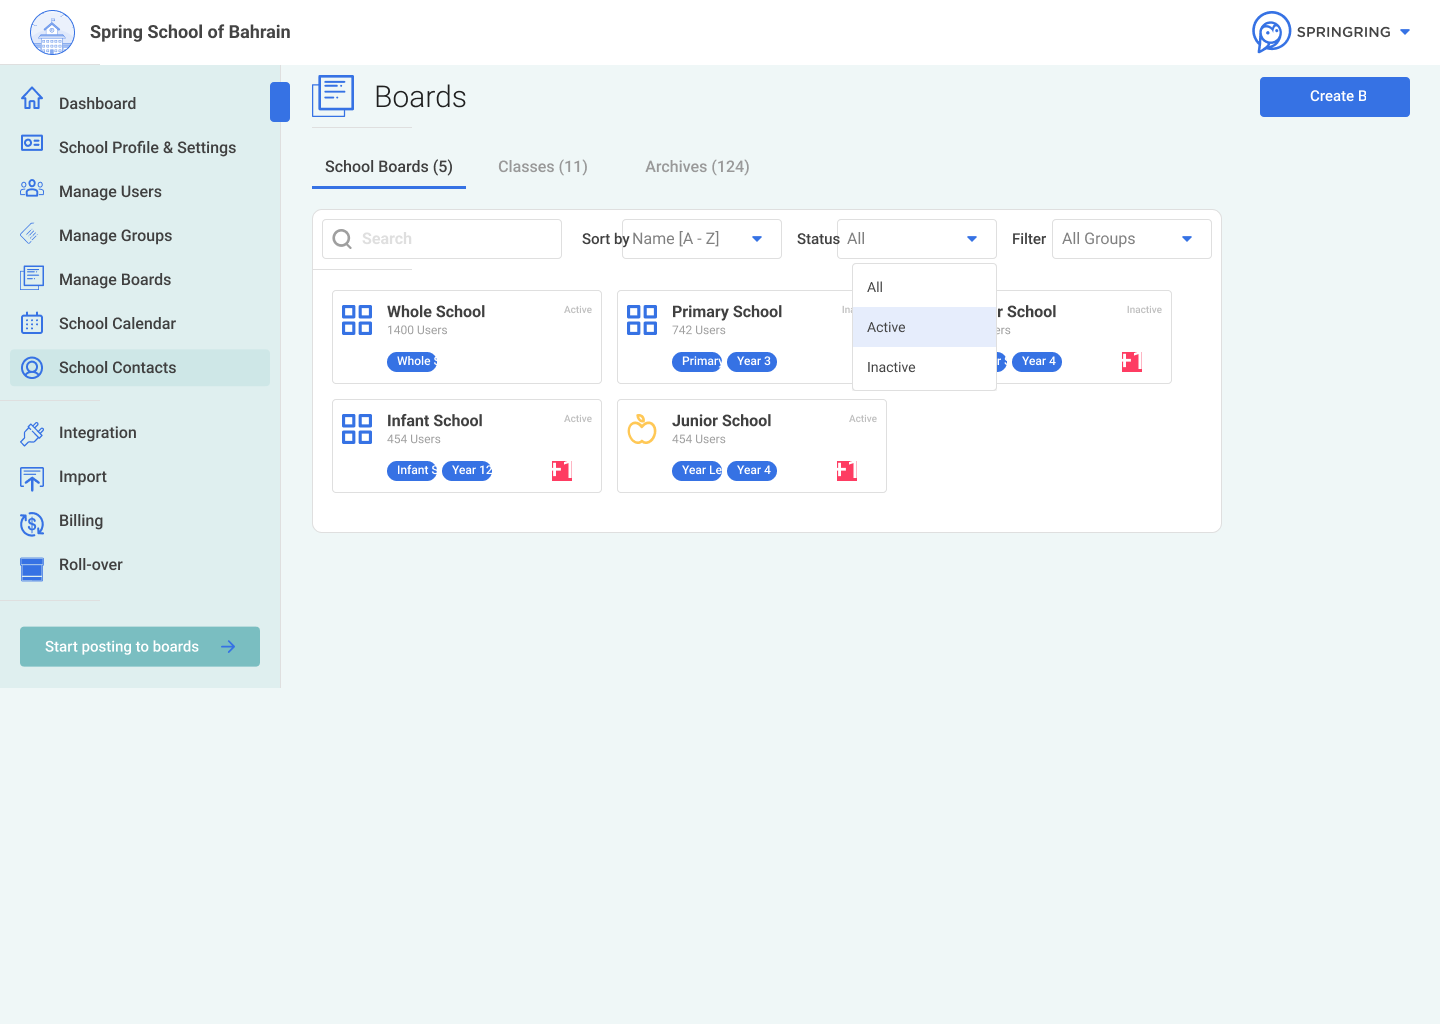 Spring School of Bahrain
SPRINGRING
Dashboard
School Profile & Settings
Manage Users
Manage Groups
Manage Boards
School Calendar
School Contacts
Integration
Import
Billing
Roll-over
Start posting to boards
Boards
Create B
School Boards (5)
Classes (11)
Archives (124)
Search
Sort by Name [A - Z]
Status All
Filter All Groups
All
Active
Inactive
Whole School
Active
1400 Users
Whole
Primary School
742 Users
Primary Year 3
r School
Inactive
ers
Year 4
+1
Infant School
Active
454 Users
Infant S Year 12
+1
Junior School
Active
454 Users
Year Le Year 4
+1